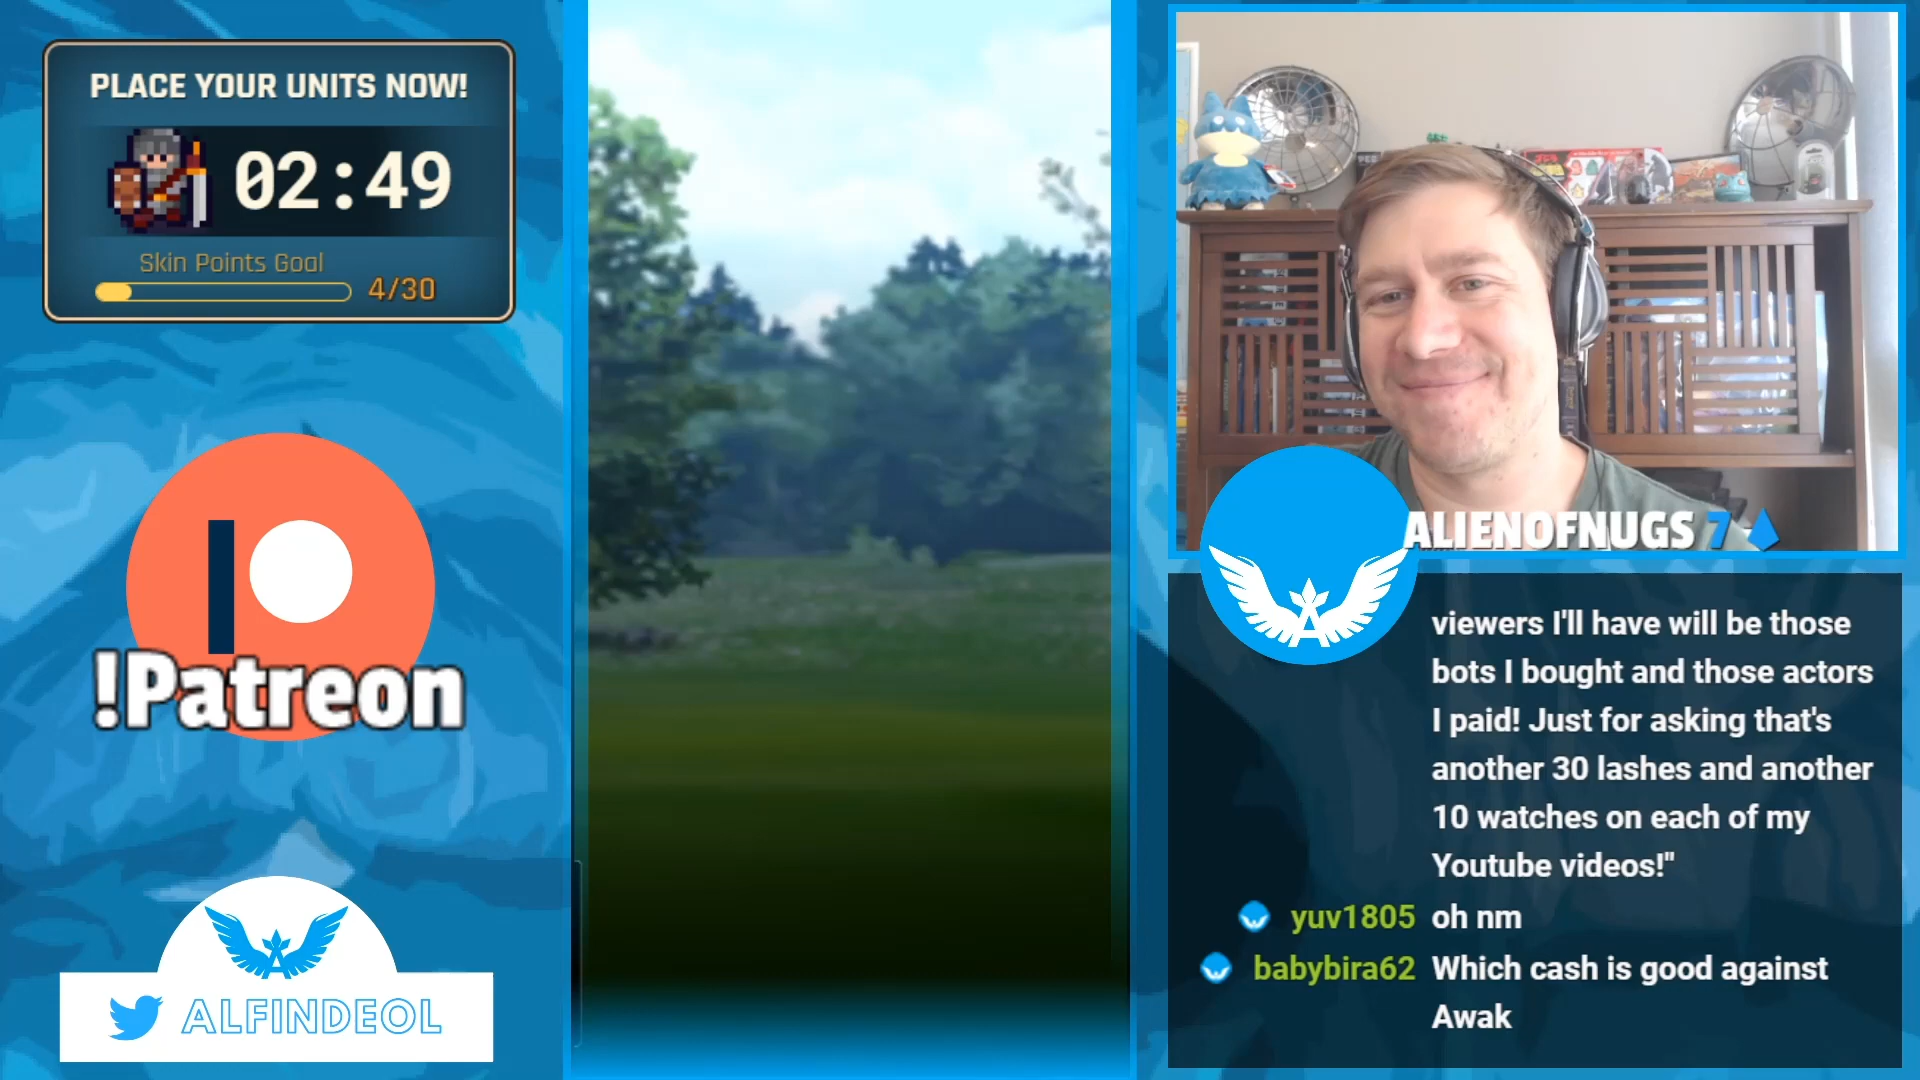 PLACE YOUR UNITS NOW!
02:49
Skin Points Goal
4/30
!Patreon
ALFINDEOL
ALIENOFNUGS 7
viewers I'll have will be those
bots I bought and those actors
I paid! Just for asking that's
another 30 lashes and another
10 watches on each of my
Youtube videos!"
yuv1805 oh nm
babybira62 Which cash is good against
Awak